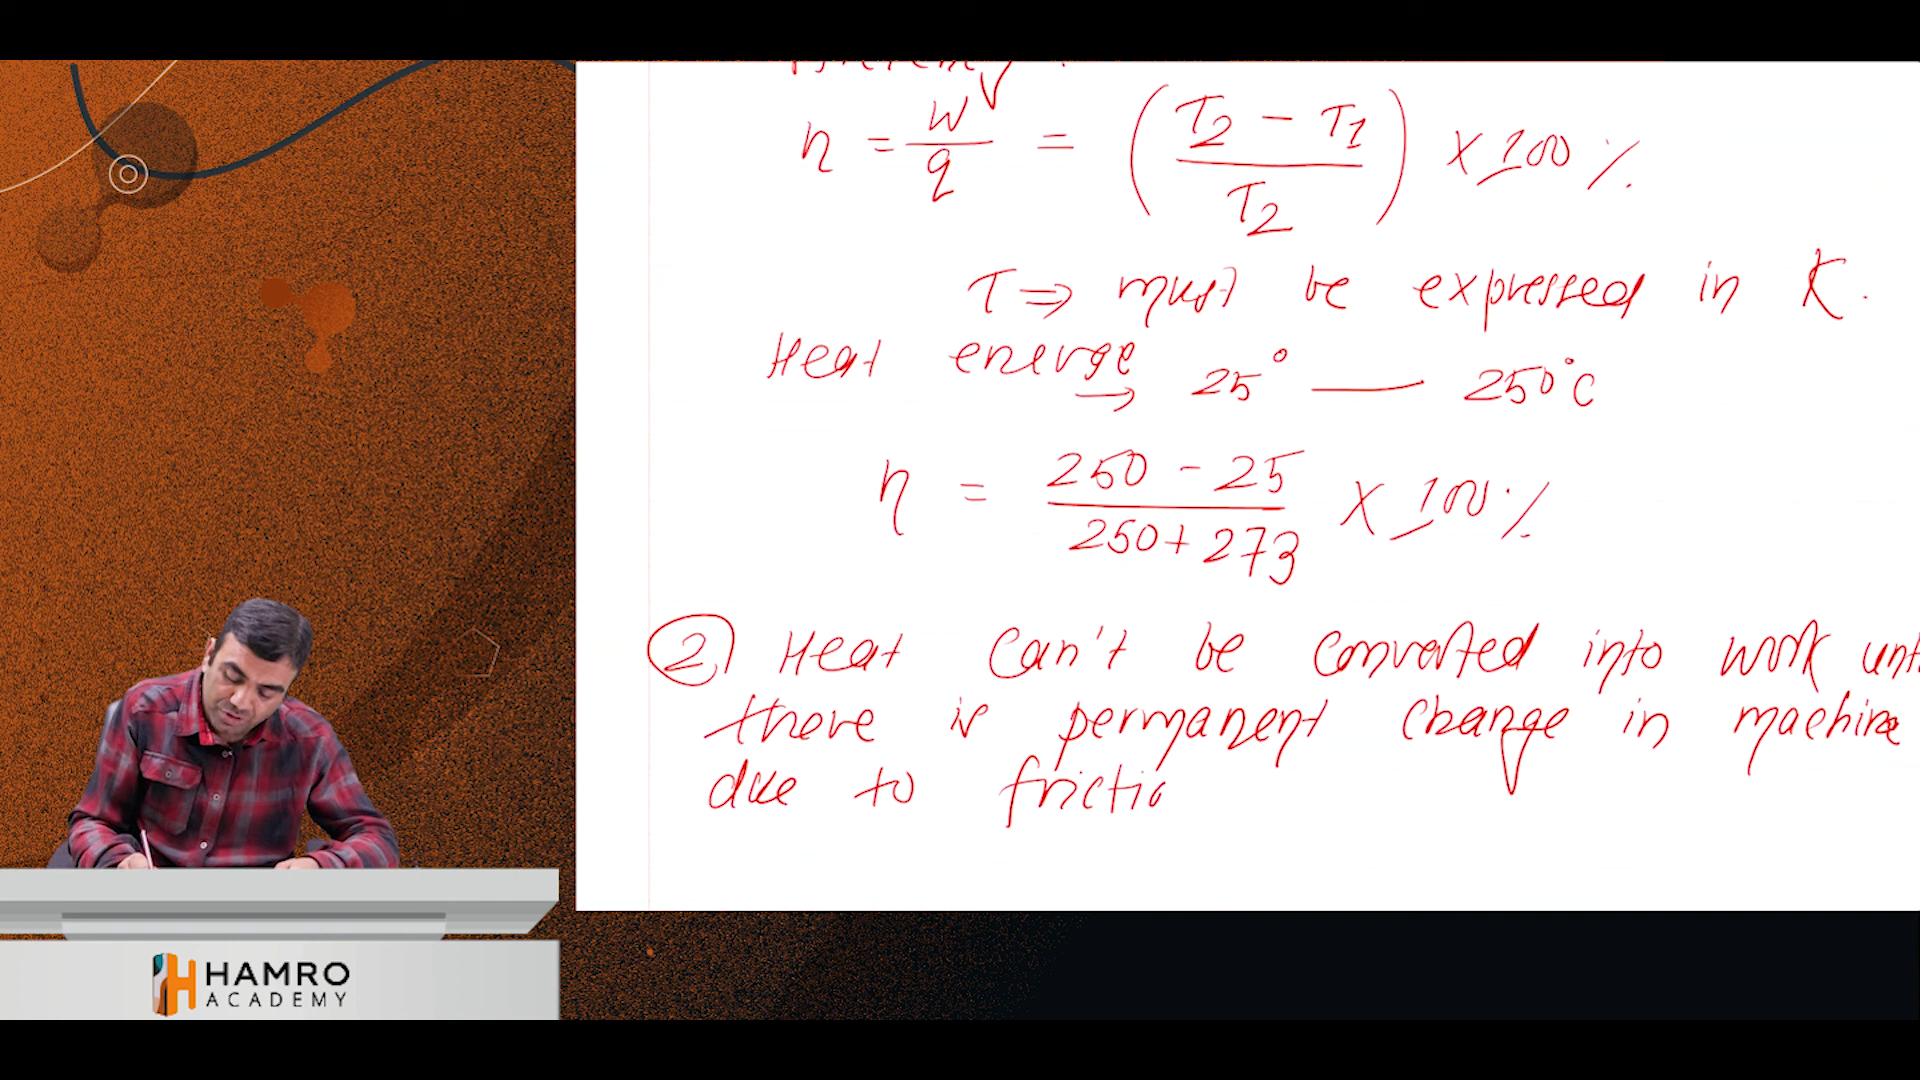 η = W/q = (T2 - T1 / T2) × 100 %
T ⇒ must be expressed in K.
Heat energe → 25° — 250°C
η = 250 - 25 / 250 + 273 × 100 %
② Heat can't be converted into work unt
there is permanent change in machine
due to frictio
HAMRO
ACADEMY